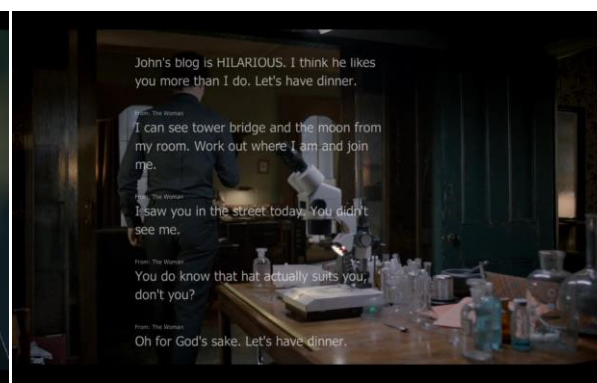 John's blog is HILARIOUS. I think he likes
you more than I do. Let's have dinner.
From: The Woman
I can see tower bridge and the moon from
my room. Work out where I am and join
me.
From: The Woman
I saw you in the street today. You didn't
see me.
From: The Woman
You do know that hat actually suits you,
don't you?
From: The Woman
Oh for God's sake. Let's have dinner.